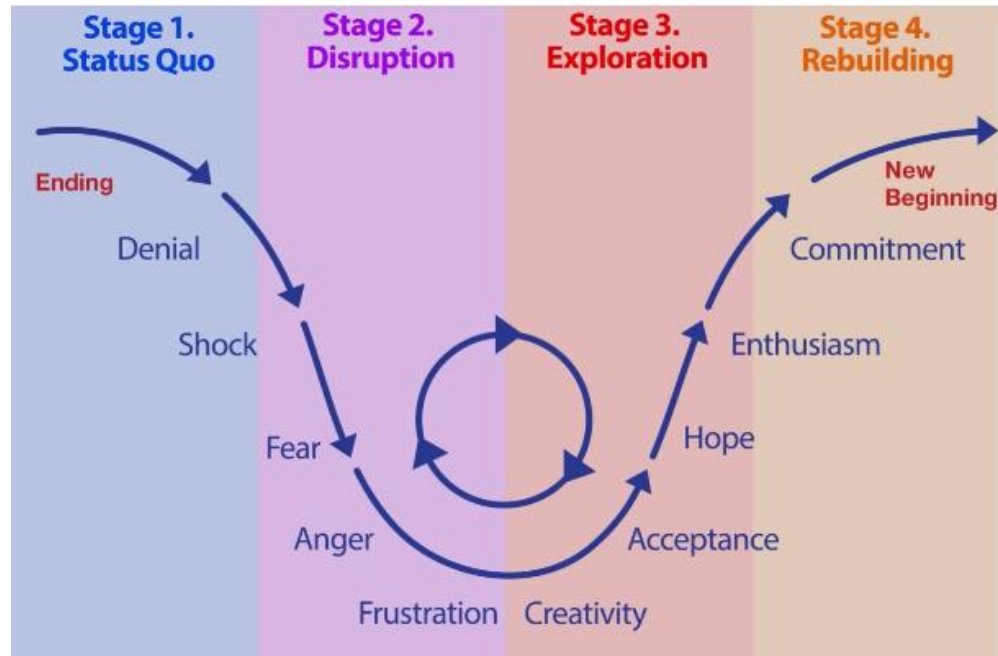 Stage 1.
Status Quo
Stage 2.
Disruption
Stage 3.
Exploration
Stage 4.
Rebuilding
Ending
Denial
Shock
Fear
Anger
Frustration
Creativity
Acceptance
Hope
Enthusiasm
Commitment
New
Beginning